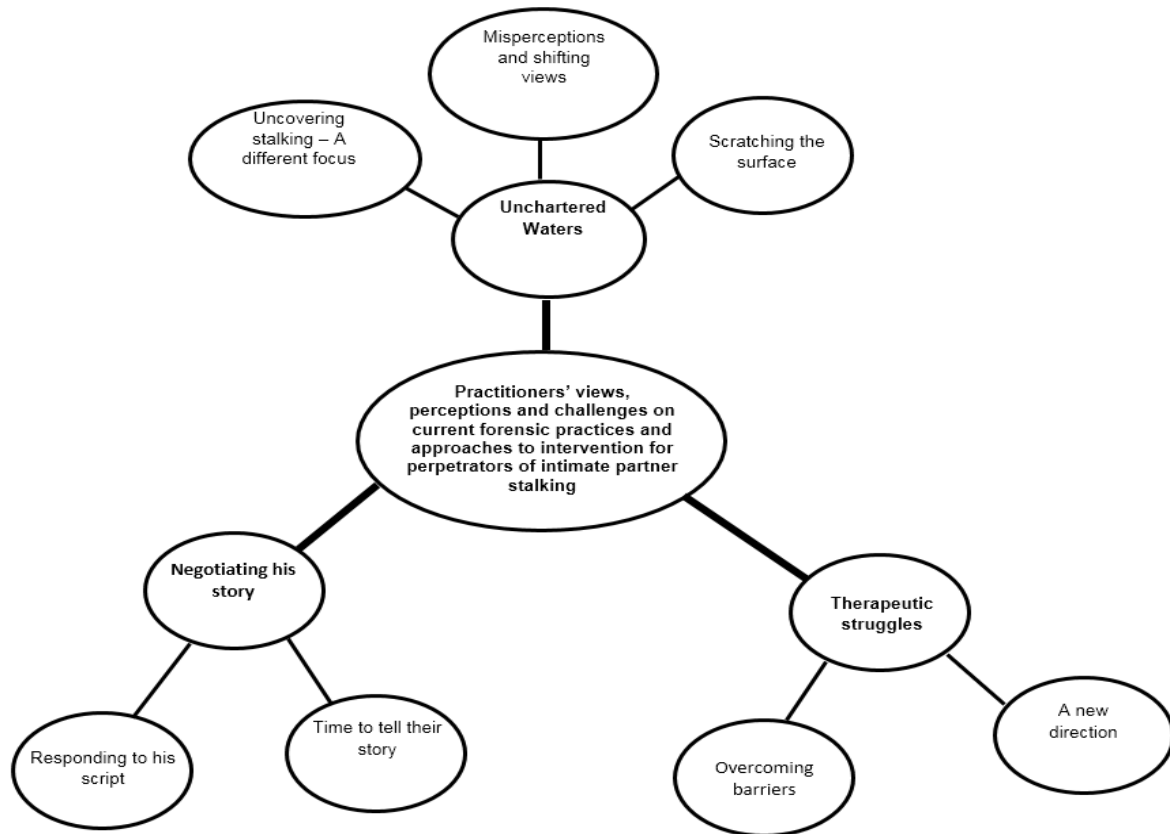 Misperceptions
and shifting
views
Uncovering
stalking – A
different focus
Scratching the
surface
Unchartered
Waters
Practitioners’ views,
perceptions and challenges on
current forensic practices and
approaches to intervention for
perpetrators of intimate partner
stalking
Negotiating his
story
Therapeutic
struggles
Responding to his
script
Time to tell their
story
Overcoming
barriers
A new
direction